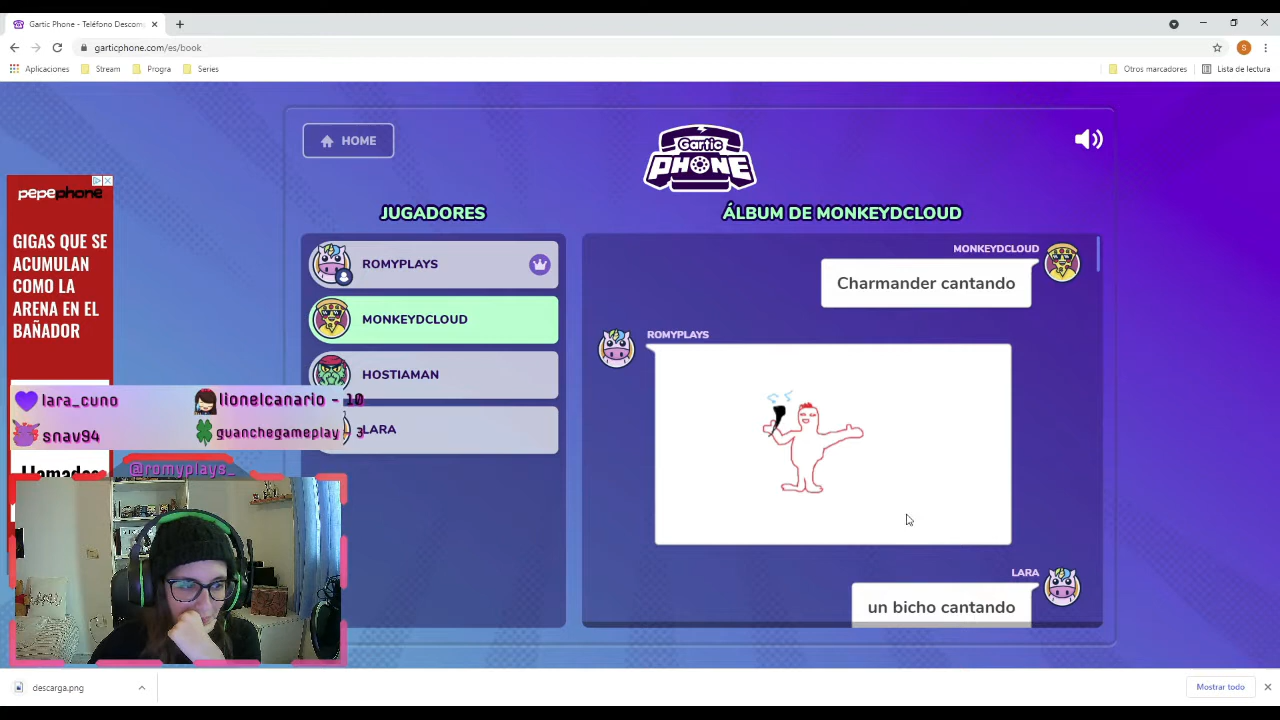 Gartic Phone - Teléfono Descom
garticphone.com/es/book
S
Aplicaciones
Stream
Progra
Series
Otros marcadores
Lista de lectura
HOME
Gartic
PHONE
JUGADORES
ÁLBUM DE MONKEYDCLOUD
pepephone
GIGAS QUE SE
ACUMULAN
COMO LA
ARENA EN EL
BAÑADOR
ROMYPLAYS
MONKEYDCLOUD
HOSTIAMAN
LARA
MONKEYDCLOUD
Charmander cantando
ROMYPLAYS
LARA
un bicho cantando
lara_cuno
lionelcanario - 10
snav94
guanchegameplay - 3
@romyplays_
descarga.png
Mostrar todo